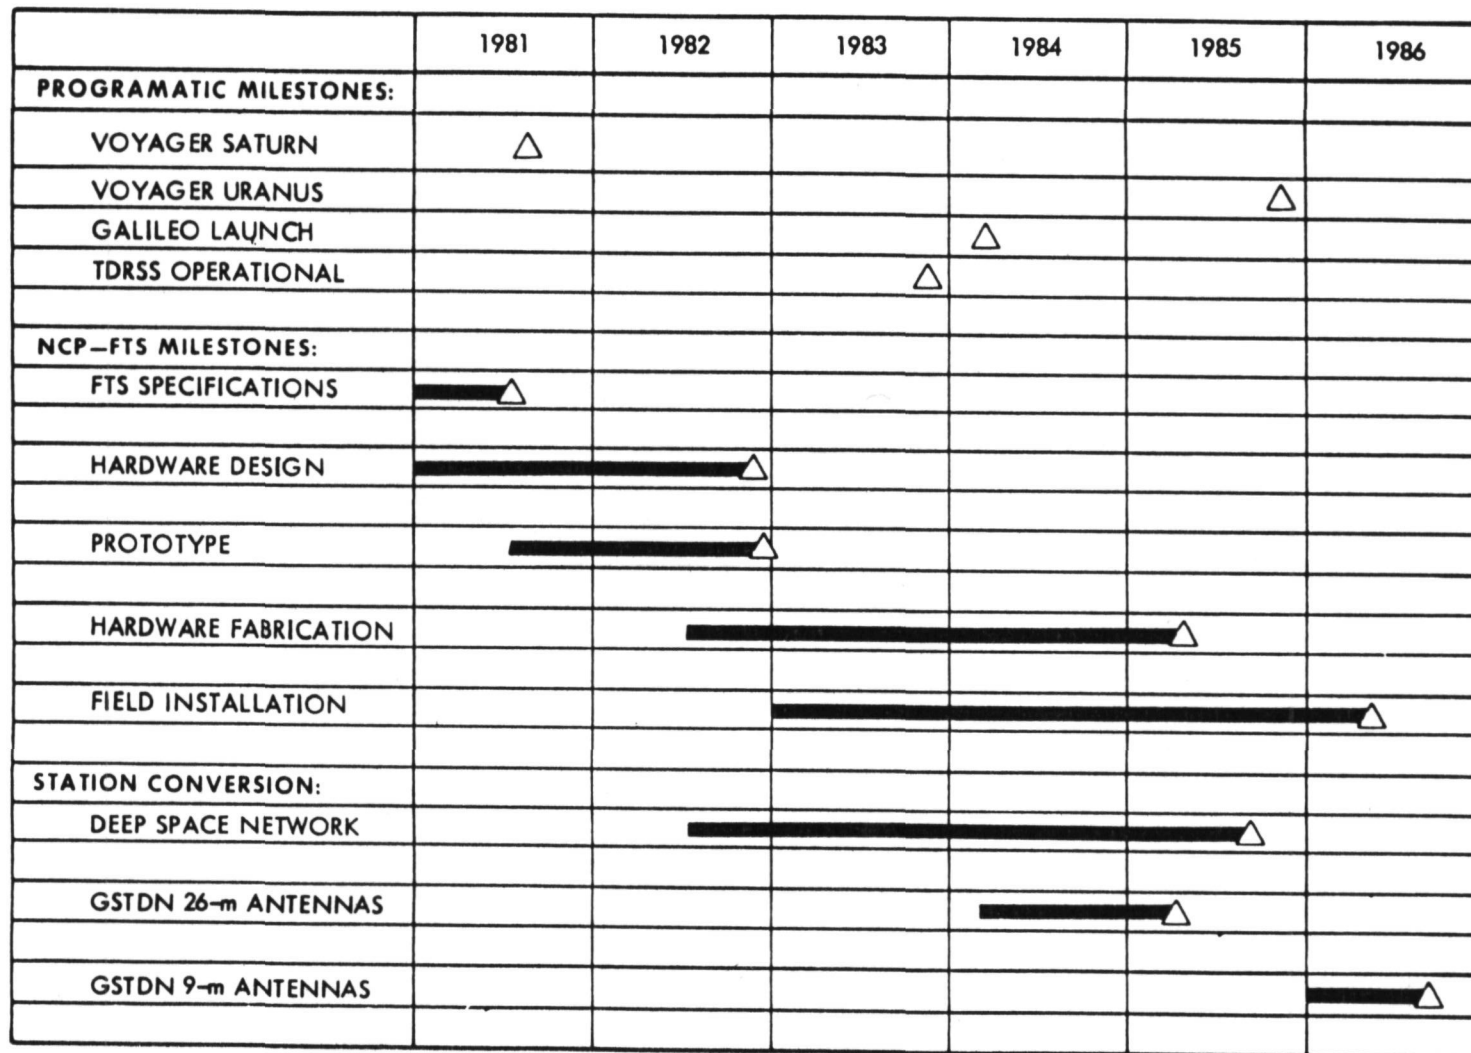 1981 1982 1983 1984 1985 1986
PROGRAMATIC MILESTONES:
VOYAGER SATURN
VOYAGER URANUS
GALILEO LAUNCH
TDRSS OPERATIONAL
NCP–FTS MILESTONES:
FTS SPECIFICATIONS
HARDWARE DESIGN
PROTOTYPE
HARDWARE FABRICATION
FIELD INSTALLATION
STATION CONVERSION:
DEEP SPACE NETWORK
GSTDN 26-m ANTENNAS
GSTDN 9-m ANTENNAS